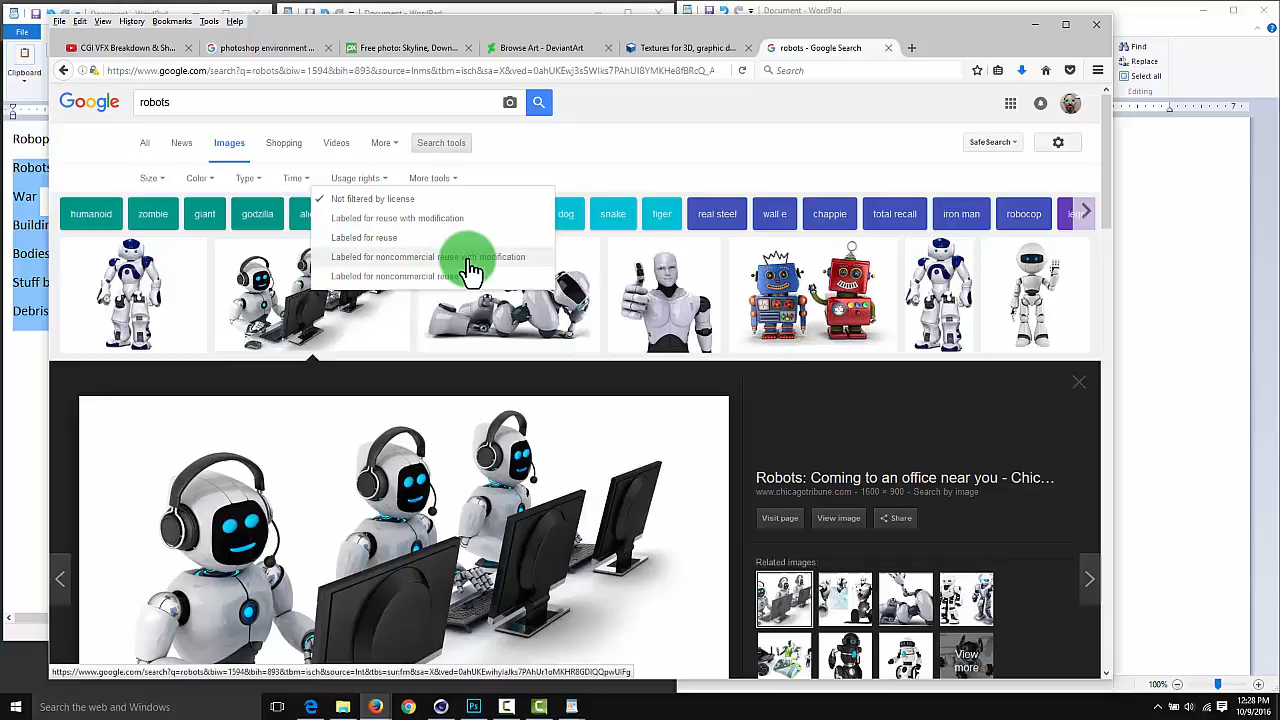 Document - WordPad
File Edit View History Bookmarks Tools Help
File
Clipboard
Find
Replace
Select all
Editing
7
CGI VFX Breakdown & Sh...
photoshop environment
Free photo: Skyline, Down...
Browse Art - DeviantArt
Textures for 3D, graphic d...
robots - Google Search
Search
Google
robots
All News Images Shopping Videos More Search tools
SafeSearch
Size Color Type Time Usage rights More tools
Not filtered by license
Labeled for reuse with modification
Labeled for reuse
Labeled for noncommercial reuse with modification
Labeled for noncommercial reuse
humanoid zombie giant godzilla dog snake tiger real steel wall e chappie total recall iron man robocop
Robop
Robots
War
Buildin
Bodies
Stuff b
Debris
Robots: Coming to an office near you - Chic...
www.chicagotribune.com - 1600 × 900 - Search by image
Visit page View image Share
Related images:
View more
100%
Search the web and Windows
12:28 PM
10/9/2016